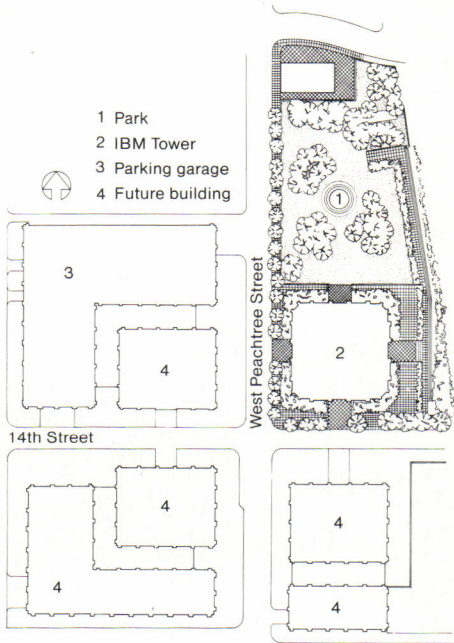 1 Park
2 IBM Tower
3 Parking garage
4 Future building
1
3
West Peachtree Street
4
2
14th Street
4
4
4
4